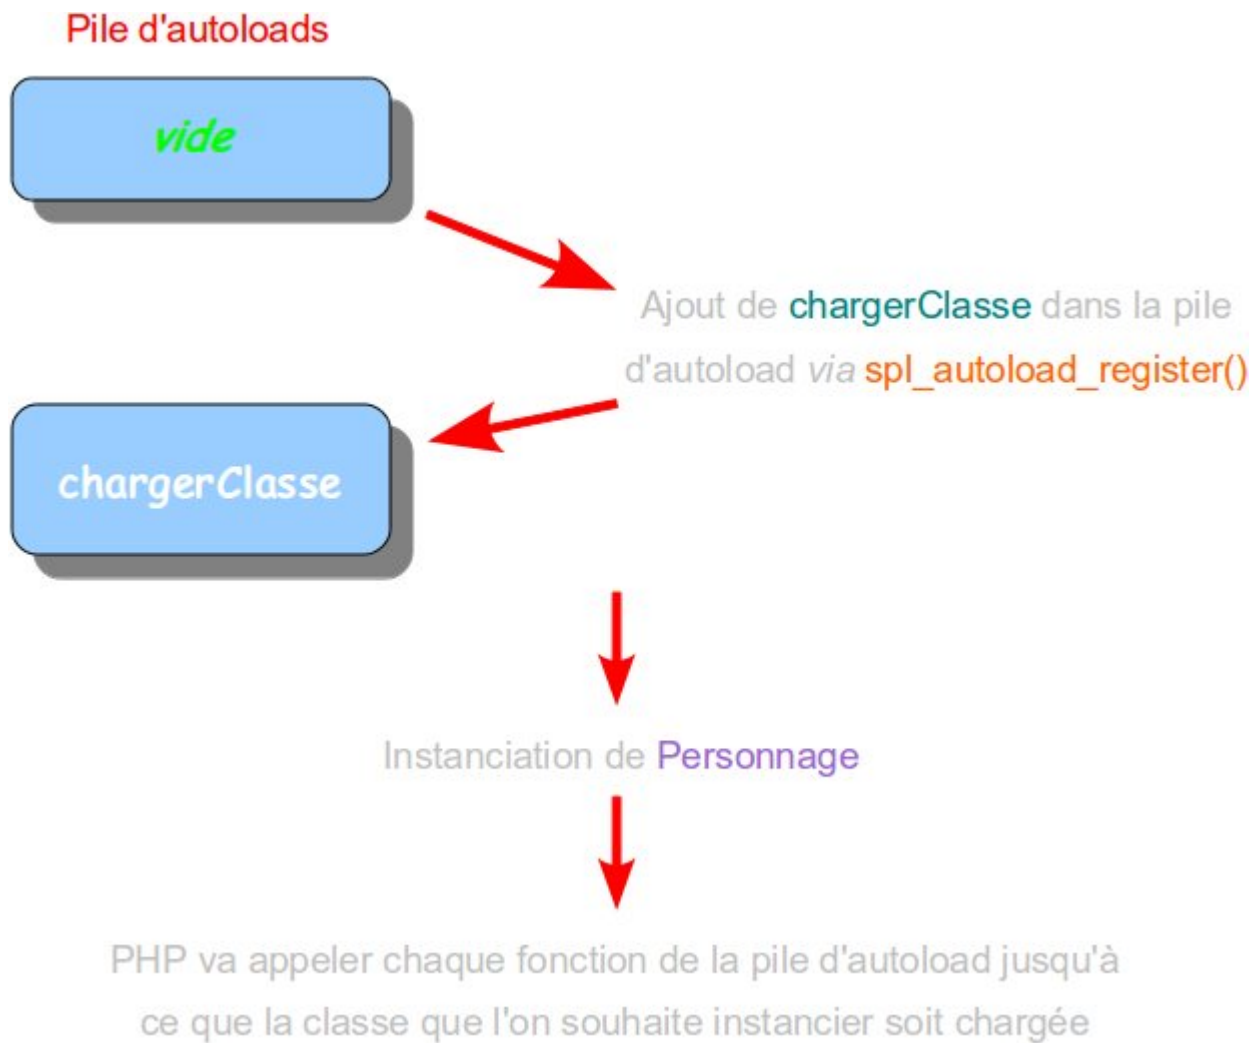 Pile d'autoloads
vide
Ajout de chargerClasse dans la pile
d'autoload via spl_autoload_register()
chargerClasse
Instanciation de Personnage
PHP va appeler chaque fonction de la pile d'autoload jusqu'à
ce que la classe que l'on souhaite instancier soit chargée